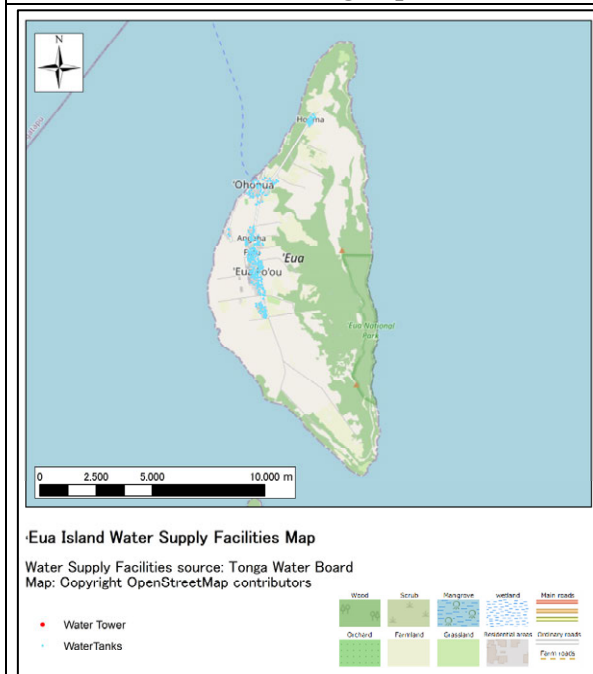 N
Tongatapu
'Ohonua
Angaha
'Eua
'Eua Fo'ou
'Eua National
Park
0 2.500 5.000 10.000 m
'Eua Island Water Supply Facilities Map
Water Supply Facilities source: Tonga Water Board
Map: Copyright OpenStreetMap contributors
Water Tower
WaterTanks
Wood Scrub Mangrove wetland Main roads
Orchard Farmland Grassland Residential areas Ordinary roads
Farm roads